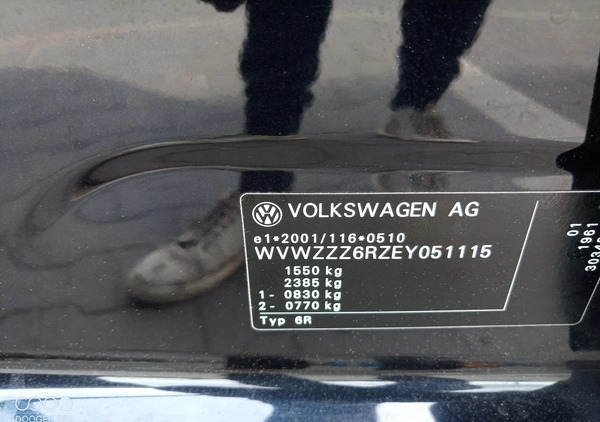 VOLKSWAGEN AG
e1*2001/116*0510
WVWZZZ6RZEY051115
1550 kg
2385 kg
1- 0830 kg
2- 0770 kg
Typ 6R
01
1961